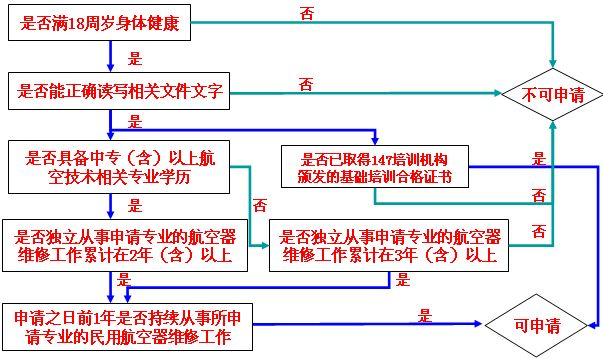 是否满18周岁身体健康
否
是
是否能正确读写相关文件文字
否
不可申请
是
是否具备中专（含）以上航
空技术相关专业学历
是否已取得147培训机构
颁发的基础培训合格证书
是
否
是
否
是否独立从事申请专业的航空器
维修工作累计在2年（含）以上
是否独立从事申请专业的航空器
维修工作累计在3年（含）以上
否
是
是
申请之日前1年是否持续从事所申
请专业的民用航空器维修工作
是
可申请